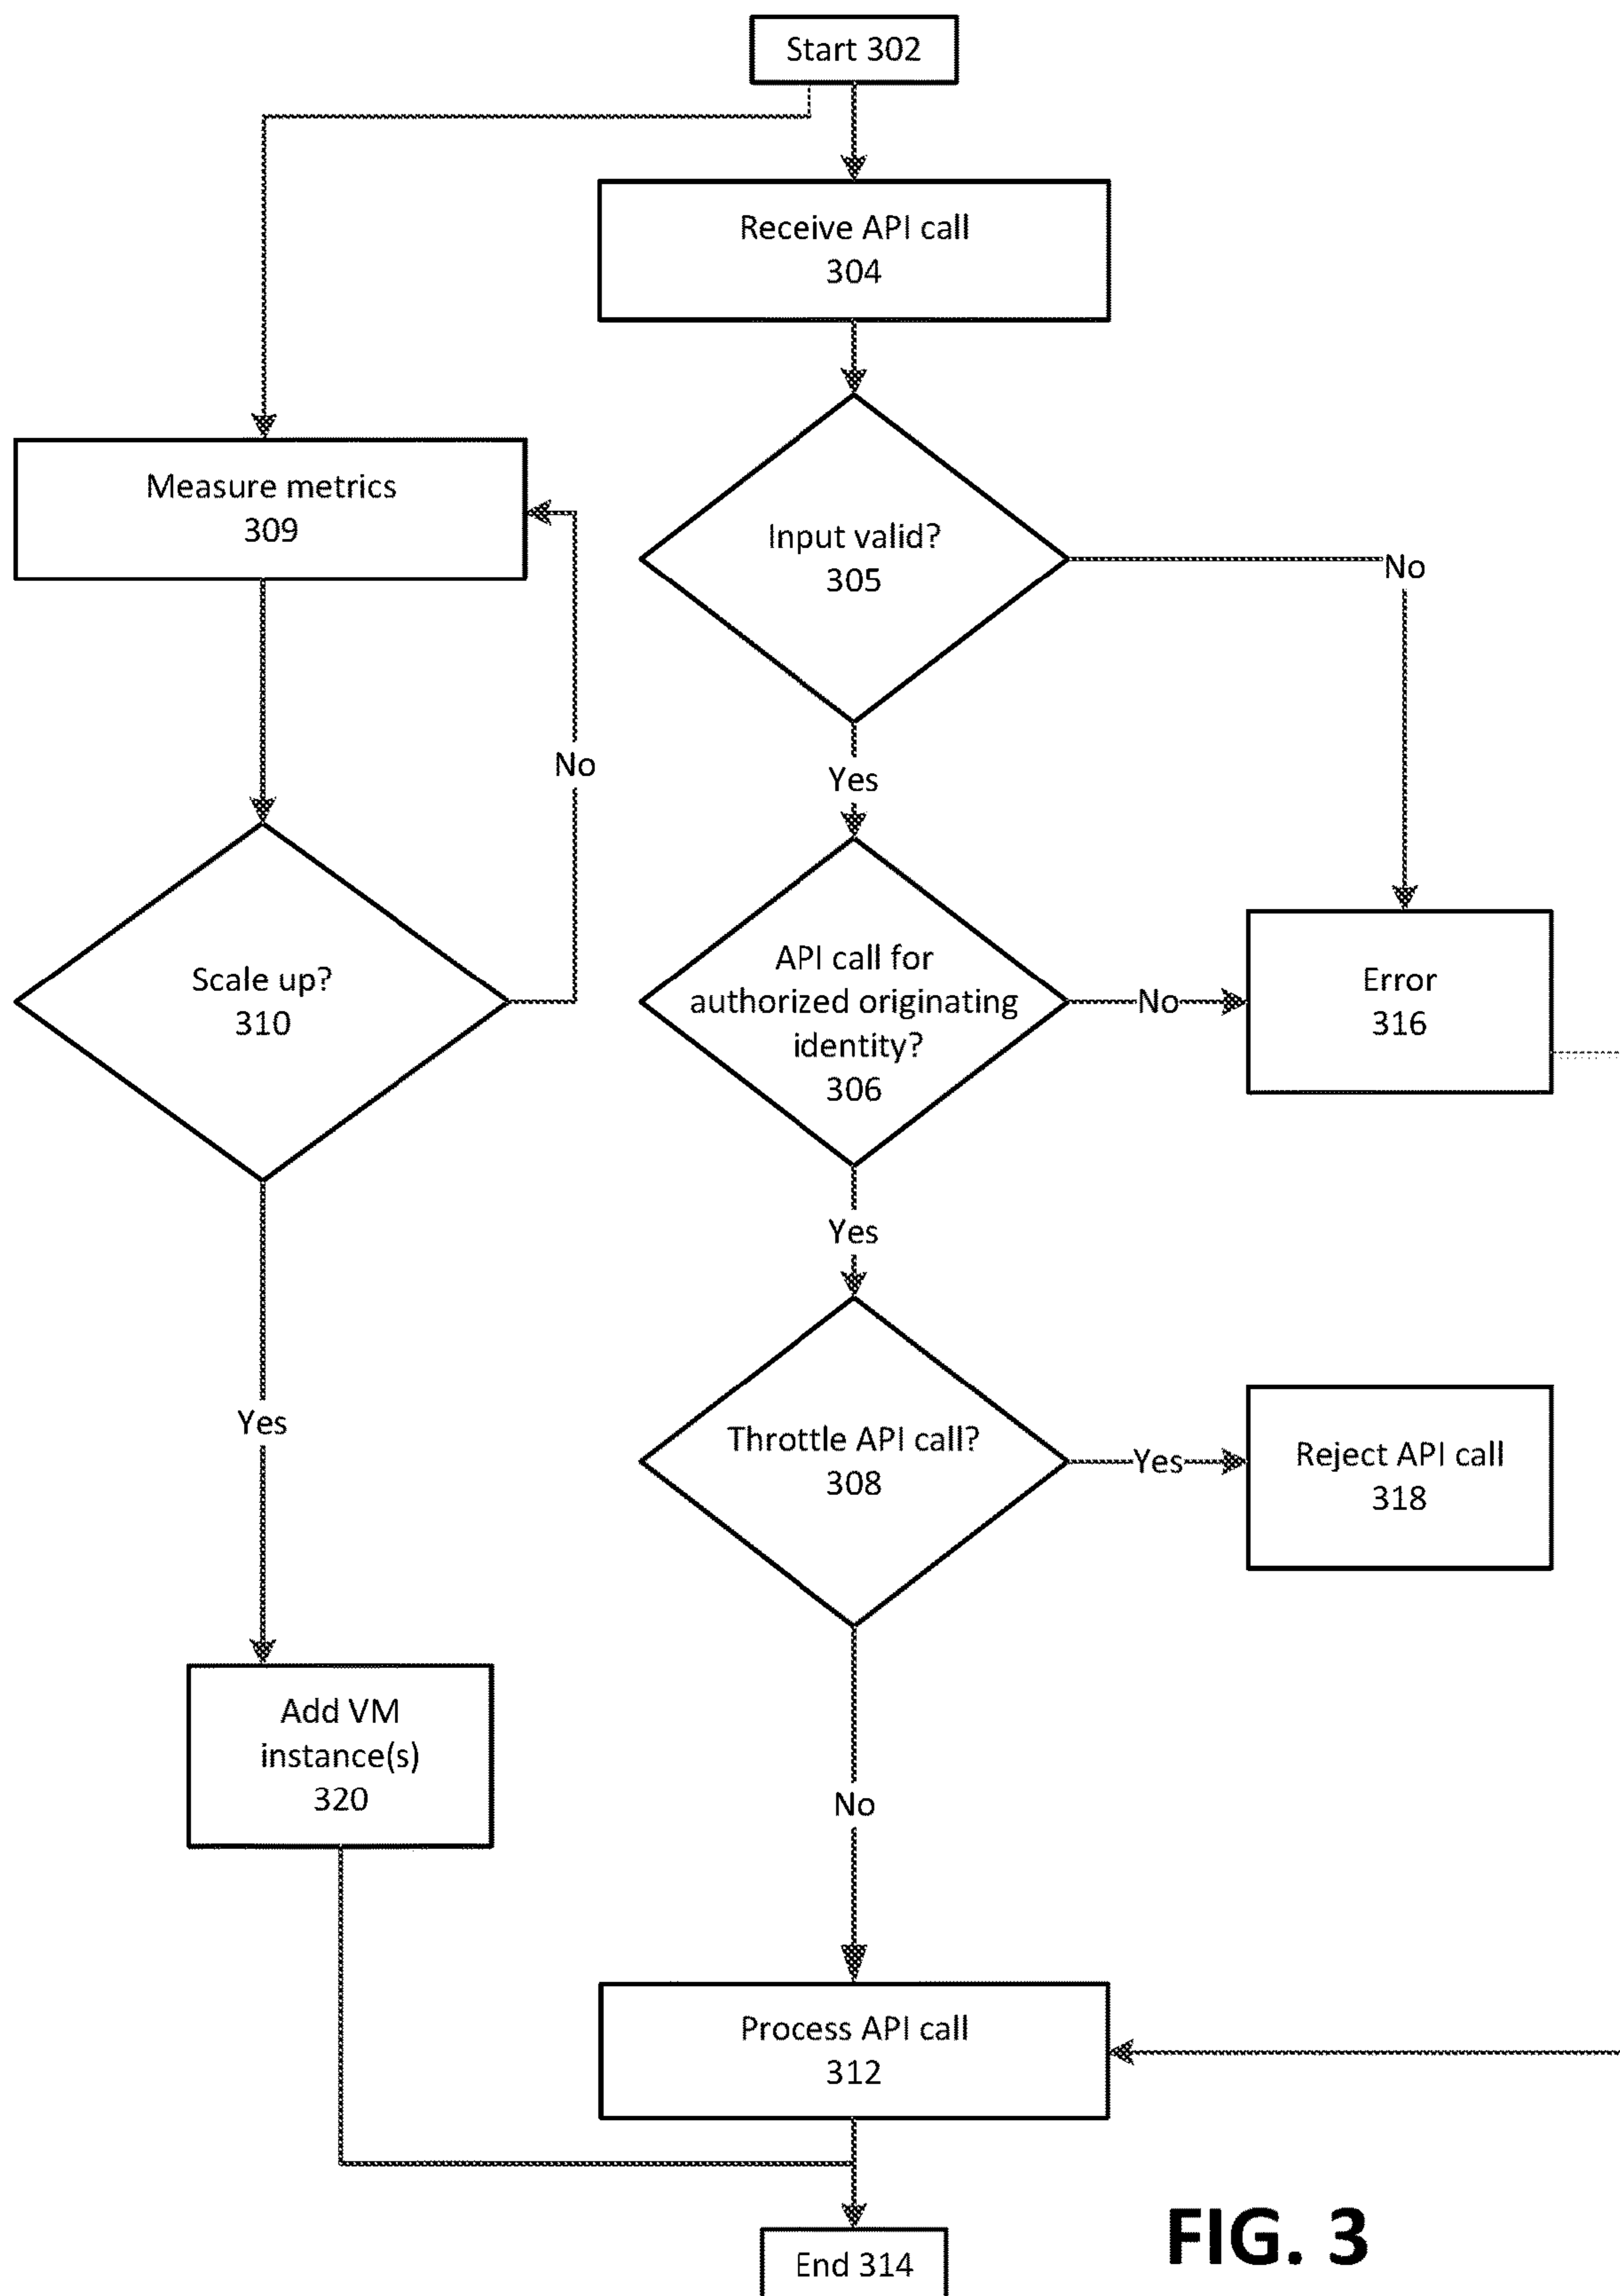 Start 302
Receive API call
304
Measure metrics
309
Input valid?
305
No
No
Yes
Scale up?
310
API call for
authorized originating
identity?
306
No
Error
316
Yes
Yes
Throttle API call?
308
Yes
Reject API call
318
Add VM
instance(s)
320
No
Process API call
312
End 314
FIG. 3